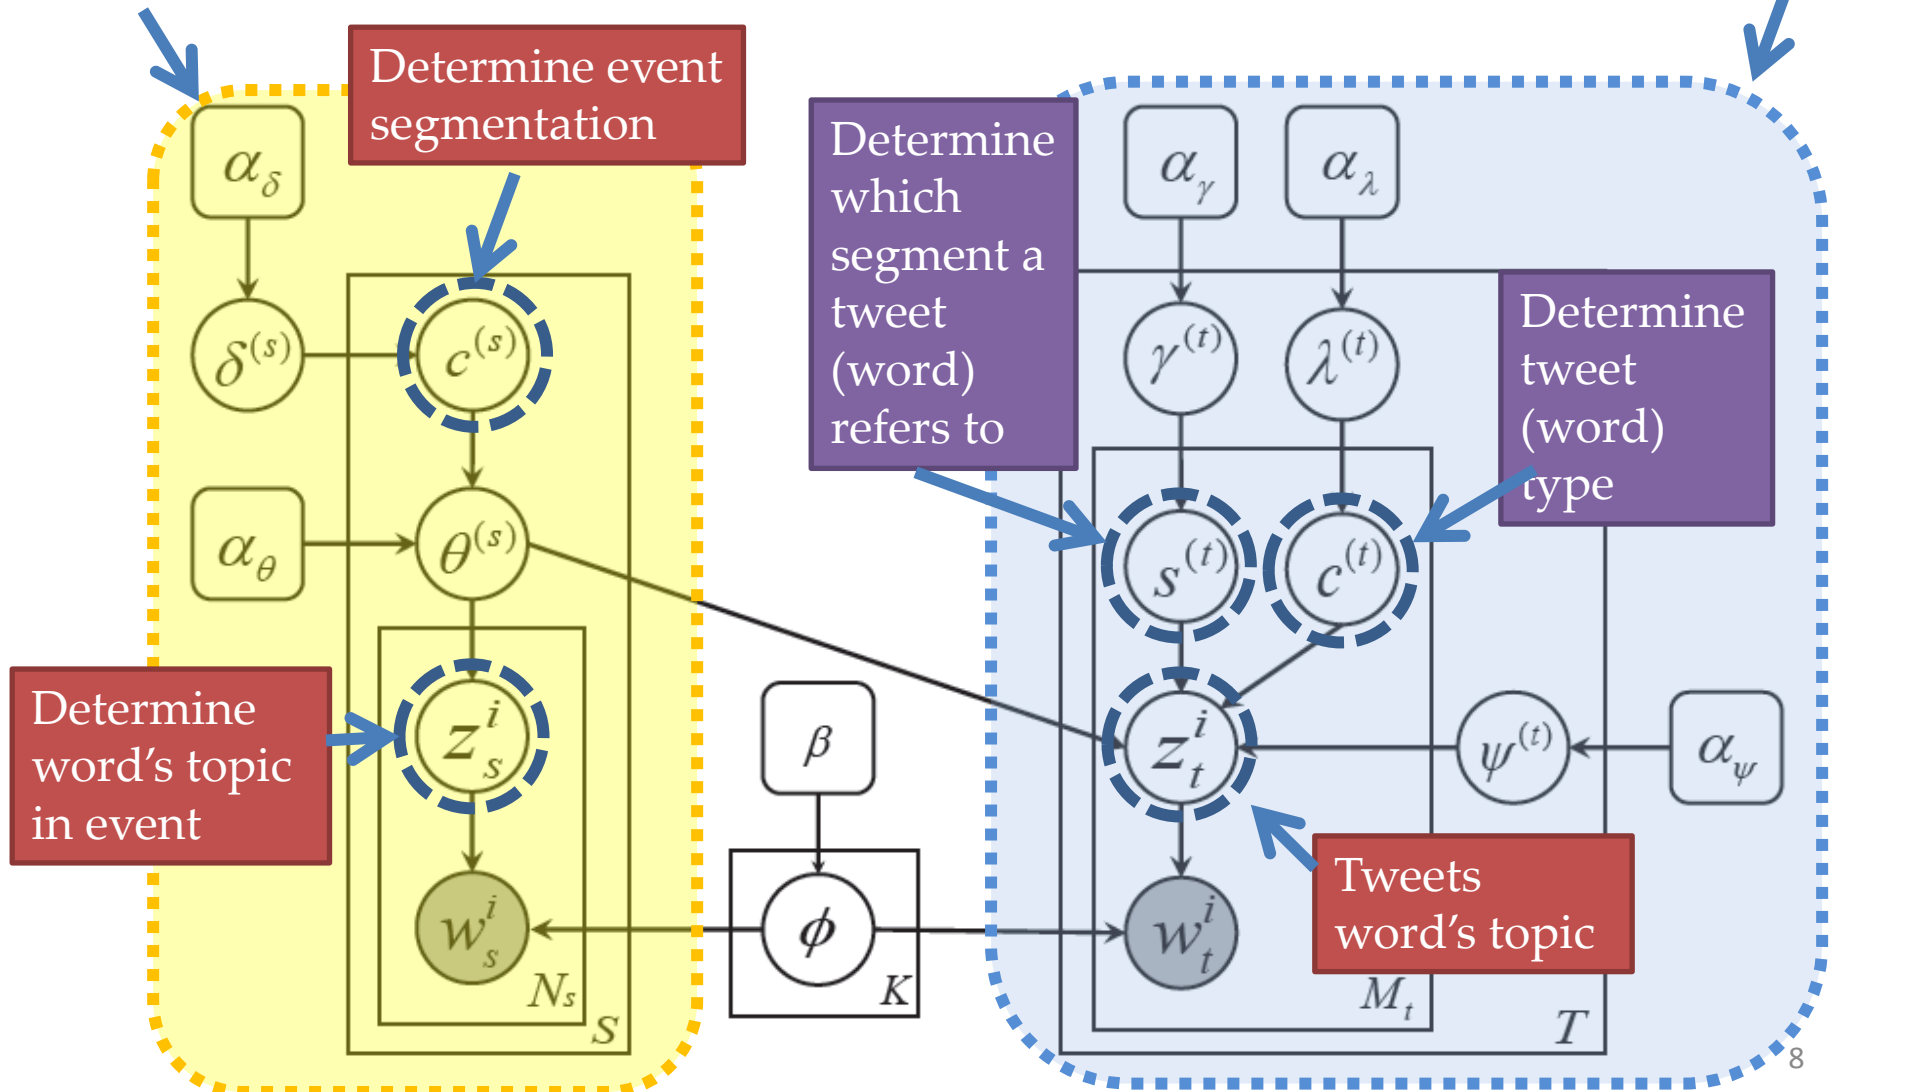 Determine event
segmentation
Determine
which
segment a
tweet
(word)
refers to
Determine
tweet
(word)
type
Determine
word's topic
in event
Tweets
word's topic
α_δ
δ^(s)
c^(s)
α_θ
θ^(s)
z_s^i
w_s^i
N_s
S
β
ϕ
K
α_γ
α_λ
γ^(t)
λ^(t)
s^(t)
c^(t)
z_t^i
ψ^(t)
α_ψ
w_t^i
M_t
T
8